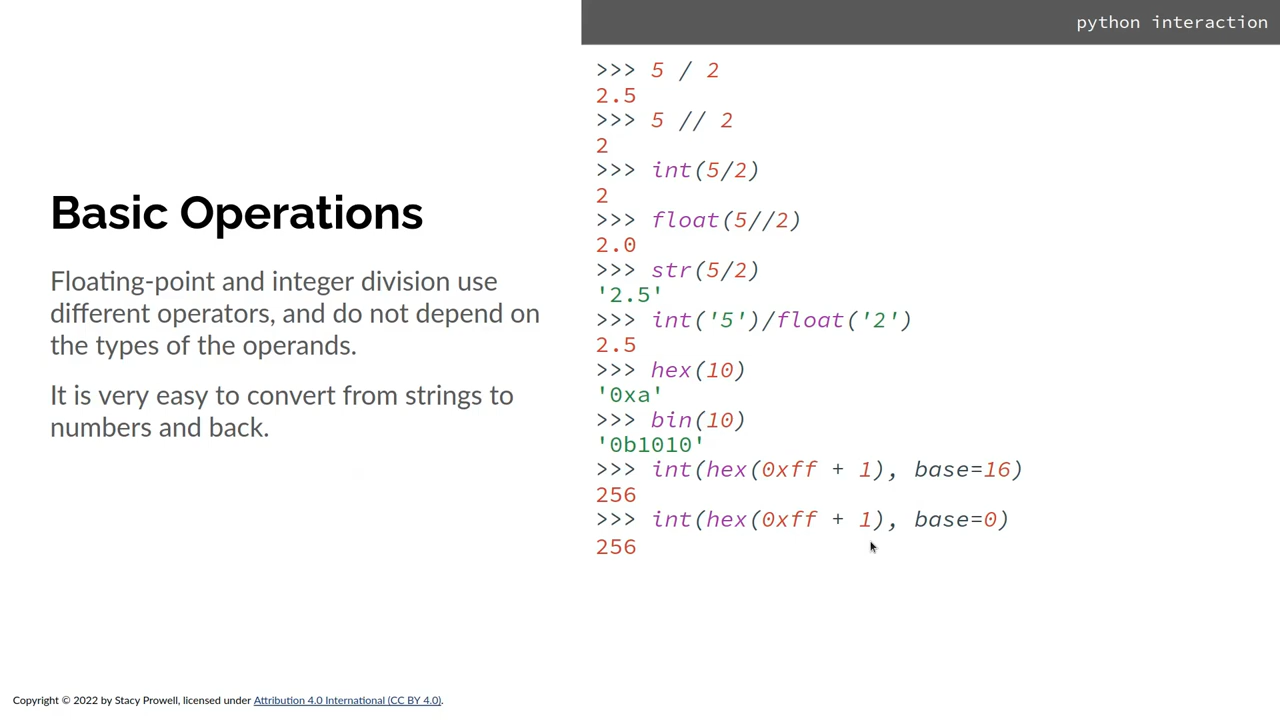 python interaction
Basic Operations
Floating-point and integer division use
different operators, and do not depend on
the types of the operands.
It is very easy to convert from strings to
numbers and back.
>>> 5 / 2
2.5
>>> 5 // 2
2
>>> int(5/2)
2
>>> float(5//2)
2.0
>>> str(5/2)
'2.5'
>>> int('5')/float('2')
2.5
>>> hex(10)
'0xa'
>>> bin(10)
'0b1010'
>>> int(hex(0xff + 1), base=16)
256
>>> int(hex(0xff + 1), base=0)
256
Copyright © 2022 by Stacy Prowell, licensed under Attribution 4.0 International (CC BY 4.0).